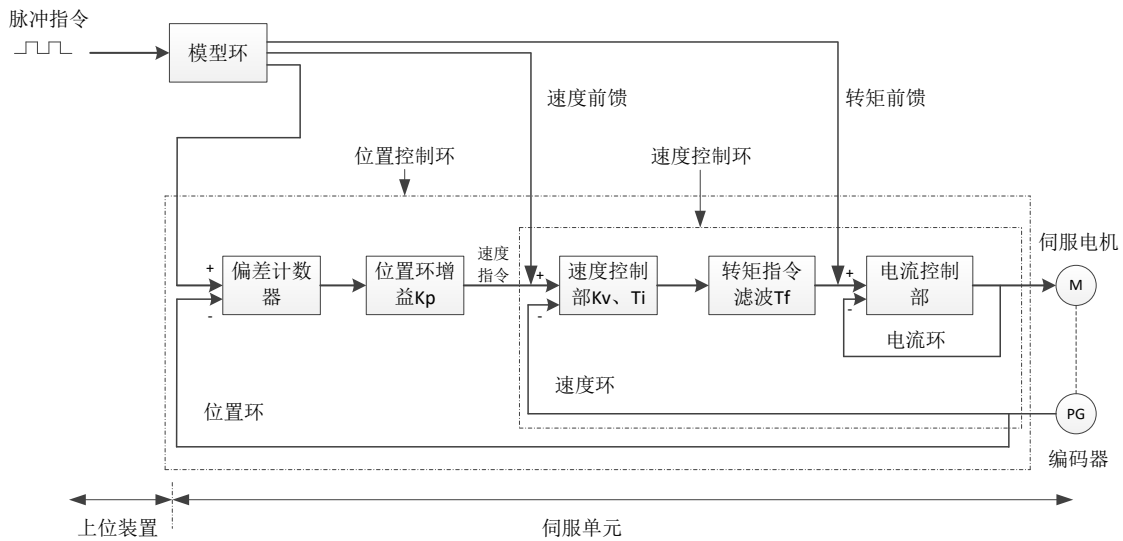 脉冲指令
模型环
速度前馈
转矩前馈
位置控制环
速度控制环
伺服电机
+
偏差计数
器
-
位置环增
益Kp
速度
指令
+
速度控制
部Kv、Ti
-
转矩指令
滤波Tf
+
电流控制
部
-
M
电流环
速度环
位置环
PG
编码器
上位装置
伺服单元